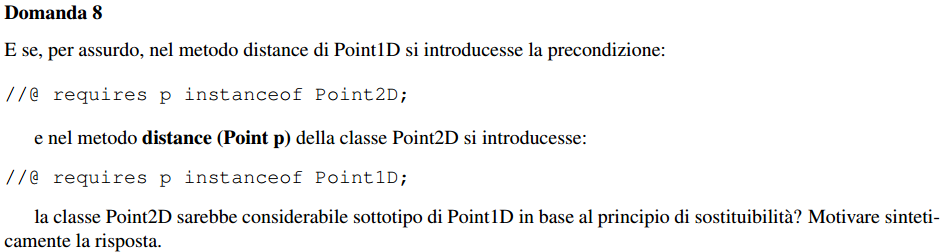 Domanda 8
E se, per assurdo, nel metodo distance di Point1D si introducesse la precondizione:
//@ requires p instanceof Point2D;
e nel metodo distance (Point p) della classe Point2D si introducesse:
//@ requires p instanceof Point1D;
la classe Point2D sarebbe considerabile sottotipo di Point1D in base al principio di sostituibilità? Motivare sinteti-
camente la risposta.